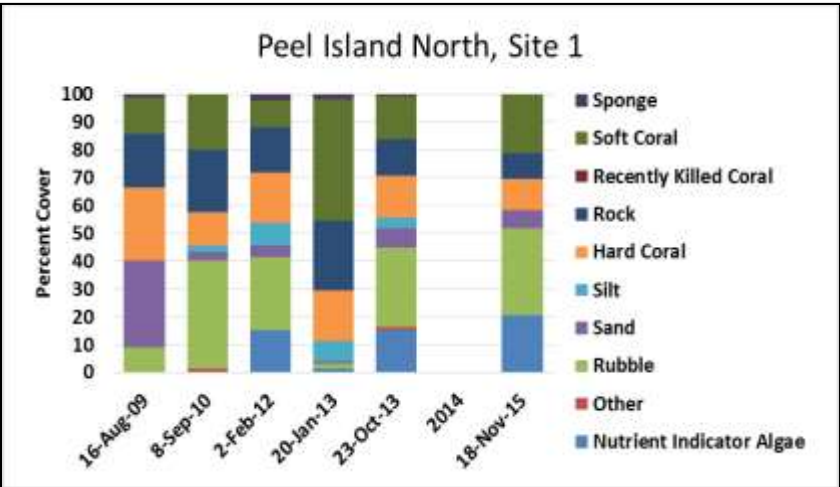 Peel Island North, Site 1
Percent Cover
100
90
80
70
60
50
40
30
20
10
0
16-Aug-09
8-Sep-10
2-Feb-12
20-Jan-13
23-Oct-13
2014
18-Nov-15
Sponge
Soft Coral
Recently Killed Coral
Rock
Hard Coral
Silt
Sand
Rubble
Other
Nutrient Indicator Algae